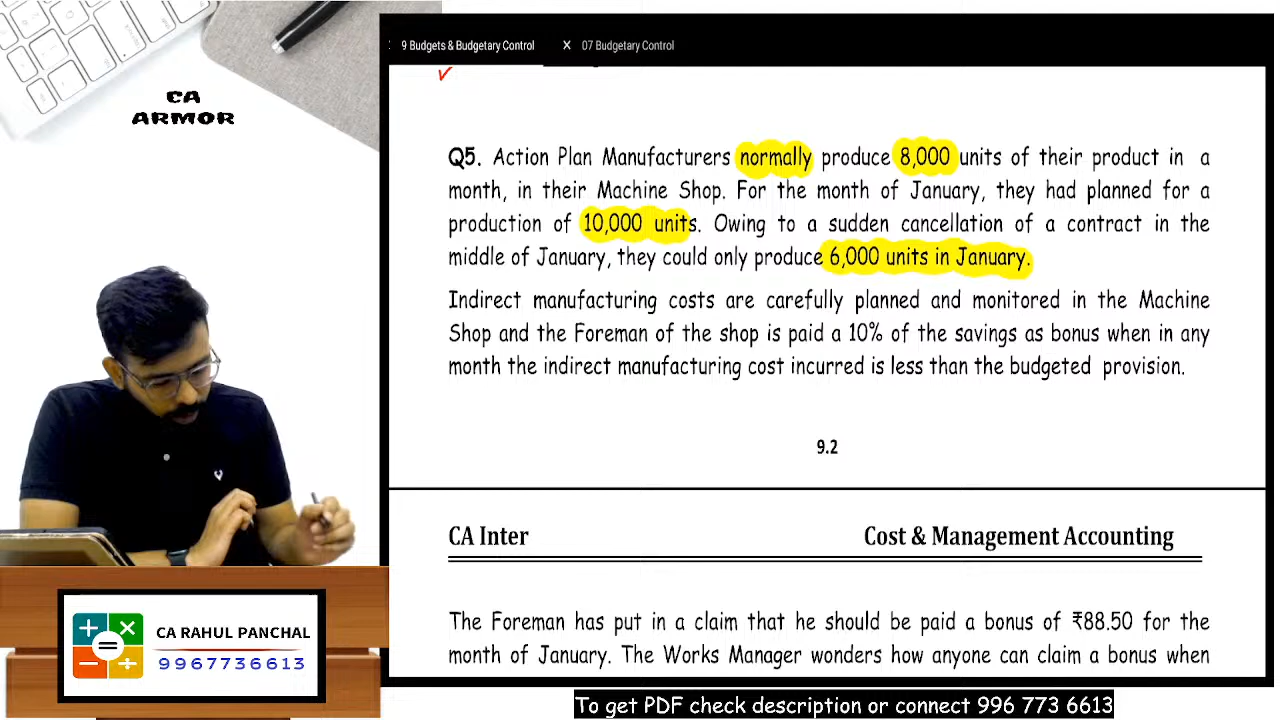 CA
ARMOR
9 Budgets & Budgetary Control
X 07 Budgetary Control
Q5. Action Plan Manufacturers normally produce 8,000 units of their product in a
month, in their Machine Shop. For the month of January, they had planned for a
production of 10,000 units. Owing to a sudden cancellation of a contract in the
middle of January, they could only produce 6,000 units in January.
Indirect manufacturing costs are carefully planned and monitored in the Machine
Shop and the Foreman of the shop is paid a 10% of the savings as bonus when in any
month the indirect manufacturing cost incurred is less than the budgeted provision.
9.2
CA Inter Cost & Management Accounting
The Foreman has put in a claim that he should be paid a bonus of ₹88.50 for the
month of January. The Works Manager wonders how anyone can claim a bonus when
CA RAHUL PANCHAL
9967736613
To get PDF check description or connect 996 773 6613